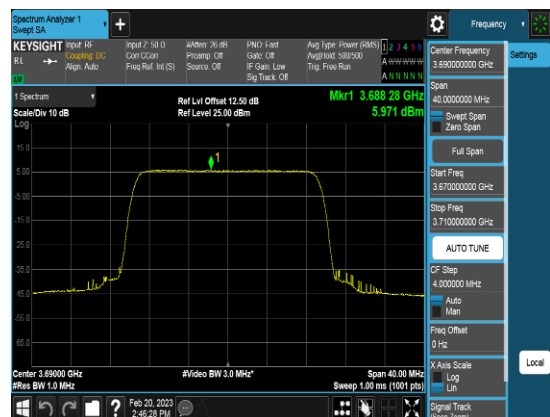 Spectrum Analyzer 1
Swept SA
+
Frequency
KEYSIGHT
RL
Input: RF
Coupling: DC
Align: Auto
Input Z: 50 Ω
Corr CCorr
Freq Ref: Int (S)
#Atten: 26 dB
Preamp: Off
Source: Off
PNO: Fast
Gate: Off
IF Gain: Low
Sig Track: Off
Avg Type: Power (RMS)
Avg|Hold: 500/500
Trig: Free Run
1 2 3 4 5 6
A W W W W W
A N N N N N
1 Spectrum
Scale/Div 10 dB
Log
Ref Lvl Offset 12.50 dB
Ref Level 25.00 dBm
Mkr1 3.688 28 GHz
5.971 dBm
15.0
5.00
-5.00
-15.0
-25.0
-35.0
-45.0
-55.0
-65.0
1
Center 3.69000 GHz
#Res BW 1.0 MHz
#Video BW 3.0 MHz*
Span 40.00 MHz
Sweep 1.00 ms (1001 pts)
Center Frequency
3.690000000 GHz
Span
40.0000000 MHz
Swept Span
Zero Span
Full Span
Start Freq
3.670000000 GHz
Stop Freq
3.710000000 GHz
AUTO TUNE
CF Step
4.000000 MHz
Auto
Man
Freq Offset
0 Hz
X Axis Scale
Log
Lin
Signal Track
(Span Zoom)
Settings
Local
?
Feb 20, 2023
2:46:28 PM